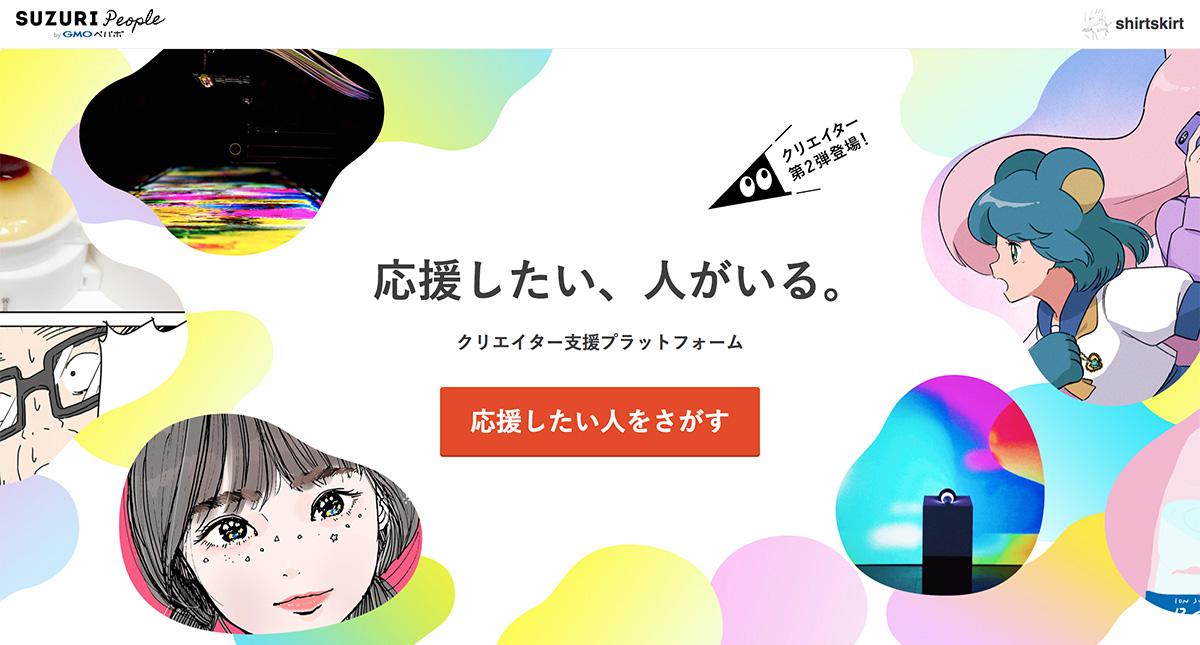 SUZURI People
by GMOペパボ
shirtskirt
クリエイター
第2弾登場！
応援したい、人がいる。
クリエイター支援プラットフォーム
応援したい人をさがす